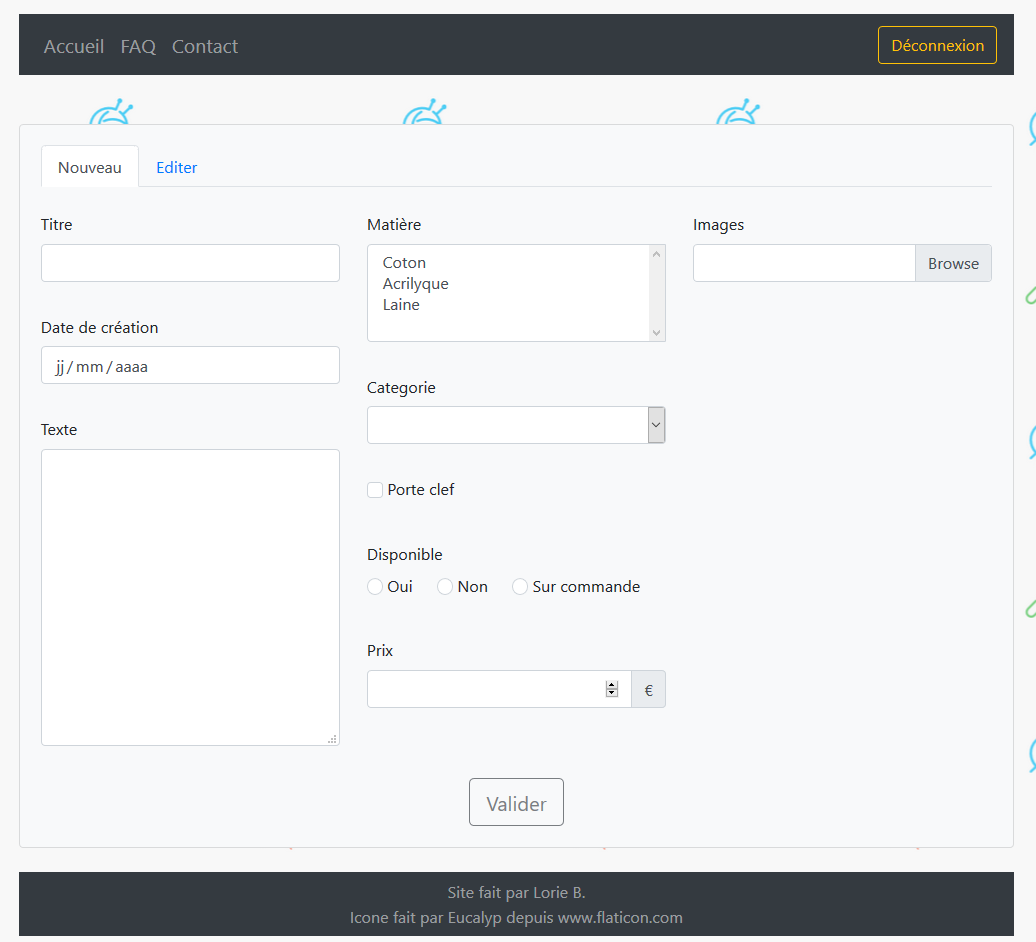 Accueil FAQ Contact Déconnexion
Nouveau Editer
Titre
Date de création
jj / mm / aaaa
Texte
Matière
Coton
Acrilyque
Laine
Categorie
Porte clef
Disponible
Oui Non Sur commande
Prix
€
Images
Browse
Valider
Site fait par Lorie B.
Icone fait par Eucalyp depuis www.flaticon.com